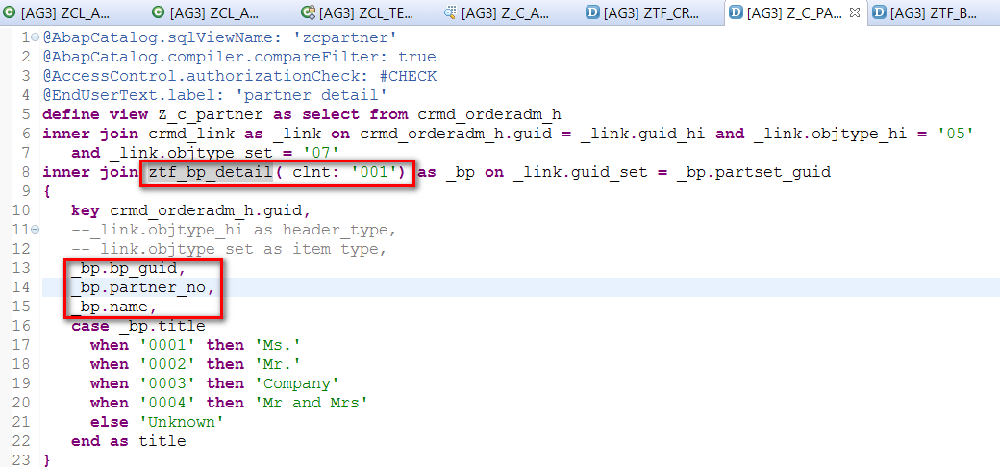 [AG3] ZCL_A... [AG3] ZCL_A... [AG3] ZCL_TE... [AG3] Z_C_A... [AG3] ZTF_CR... [AG3] Z_C_PA... [AG3] ZTF_B...
1 @AbapCatalog.sqlViewName: 'zcpartner'
2 @AbapCatalog.compiler.compareFilter: true
3 @AccessControl.authorizationCheck: #CHECK
4 @EndUserText.label: 'partner detail'
5 define view Z_c_partner as select from crmd_orderadm_h
6 inner join crmd_link as _link on crmd_orderadm_h.guid = _link.guid_hi and _link.objtype_hi = '05'
7 and _link.objtype_set = '07'
8 inner join ztf_bp_detail( clnt: '001') as _bp on _link.guid_set = _bp.partset_guid
9 {
10 key crmd_orderadm_h.guid,
11 --_link.objtype_hi as header_type,
12 --_link.objtype_set as item_type,
13 _bp.bp_guid,
14 _bp.partner_no,
15 _bp.name,
16 case _bp.title
17 when '0001' then 'Ms.'
18 when '0002' then 'Mr.'
19 when '0003' then 'Company'
20 when '0004' then 'Mr and Mrs'
21 else 'Unknown'
22 end as title
23 }